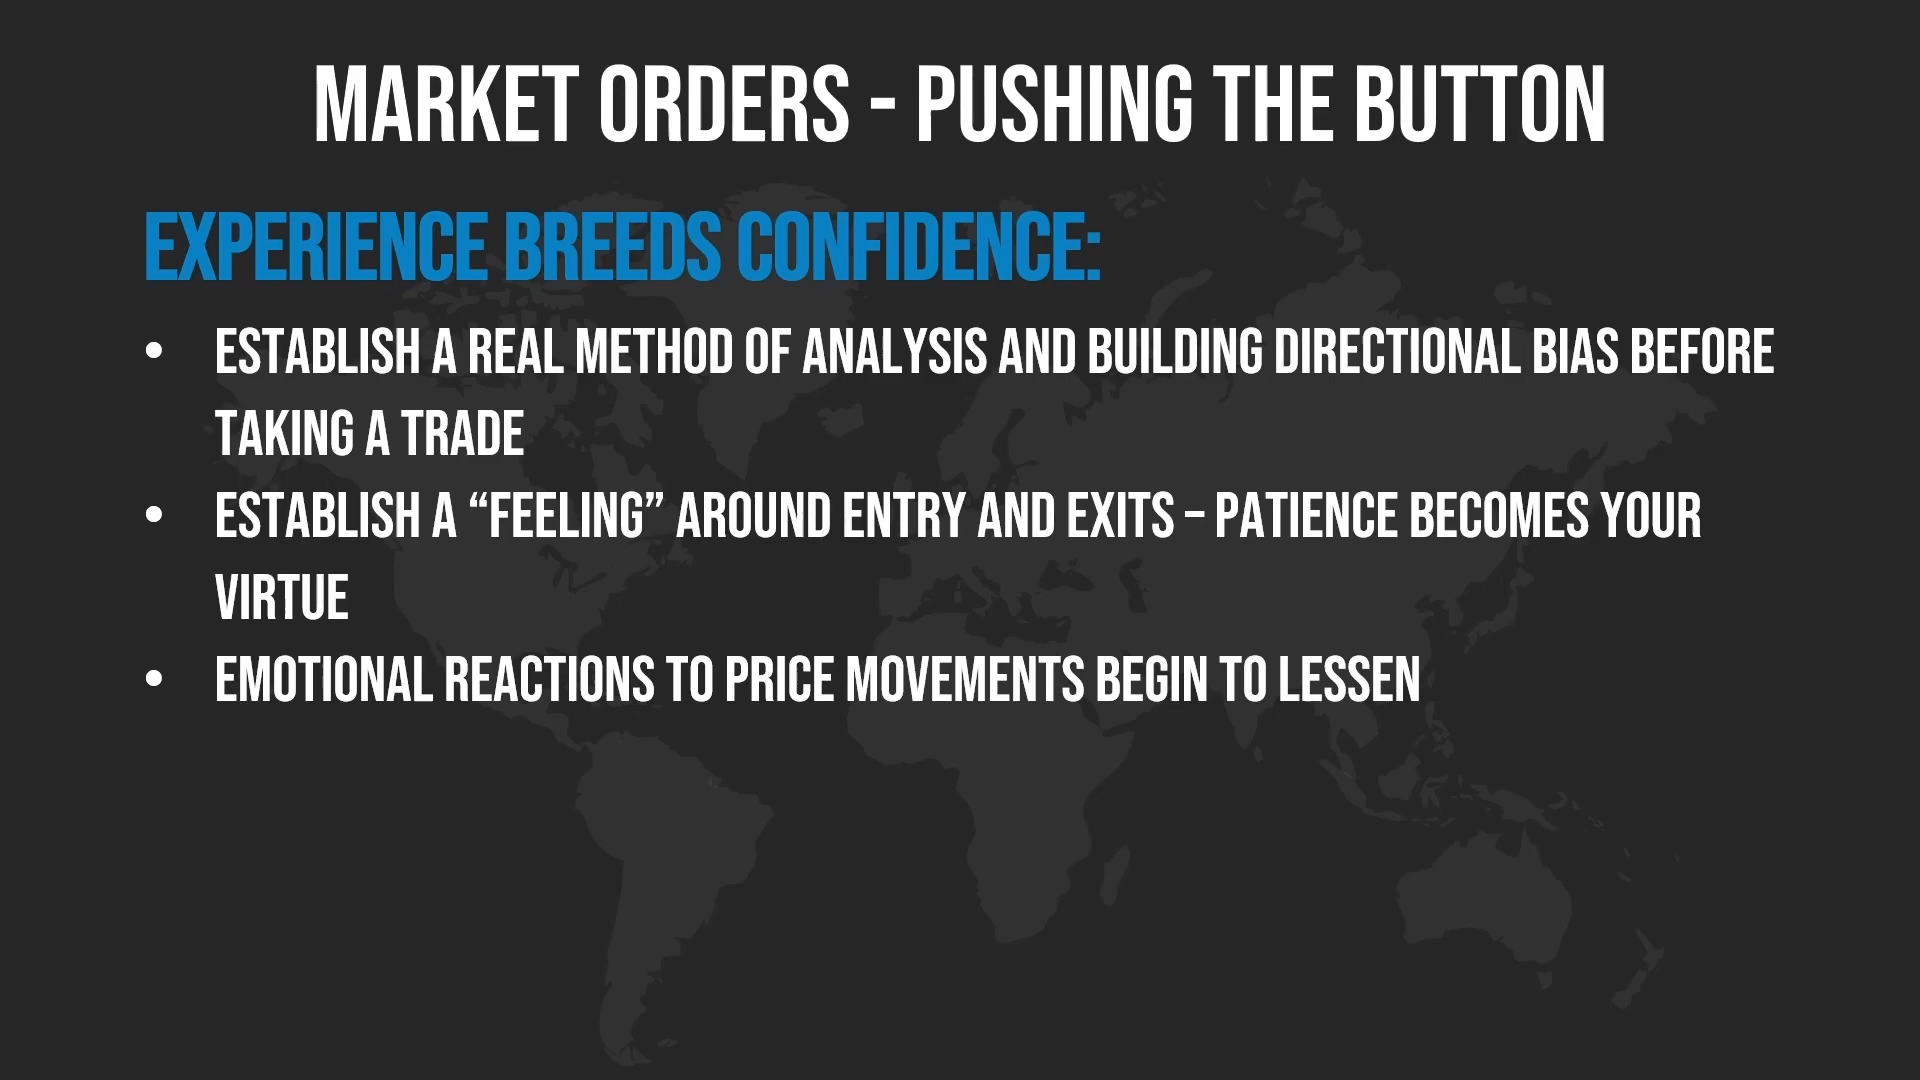 MARKET ORDERS - PUSHING THE BUTTON
EXPERIENCE BREEDS CONFIDENCE:
• ESTABLISH A REAL METHOD OF ANALYSIS AND BUILDING DIRECTIONAL BIAS BEFORE
TAKING A TRADE
• ESTABLISH A “FEELING” AROUND ENTRY AND EXITS – PATIENCE BECOMES YOUR
VIRTUE
• EMOTIONAL REACTIONS TO PRICE MOVEMENTS BEGIN TO LESSEN